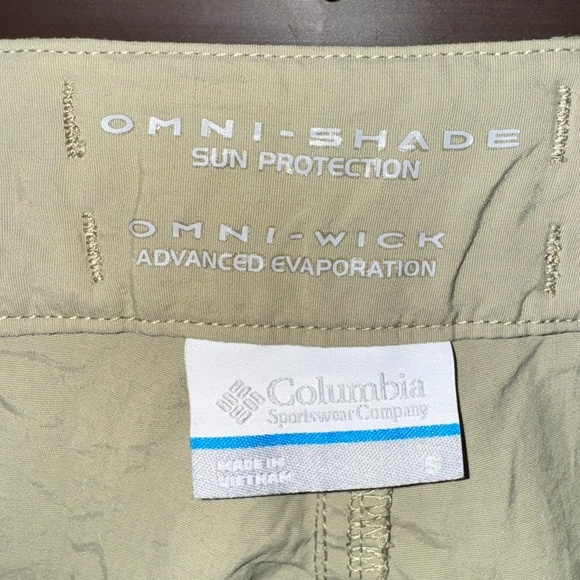 OMNI-SHADE
SUN PROTECTION
OMNI-WICK
ADVANCED EVAPORATION
Columbia
Sportswear Company
MADE IN
VIETNAM
S